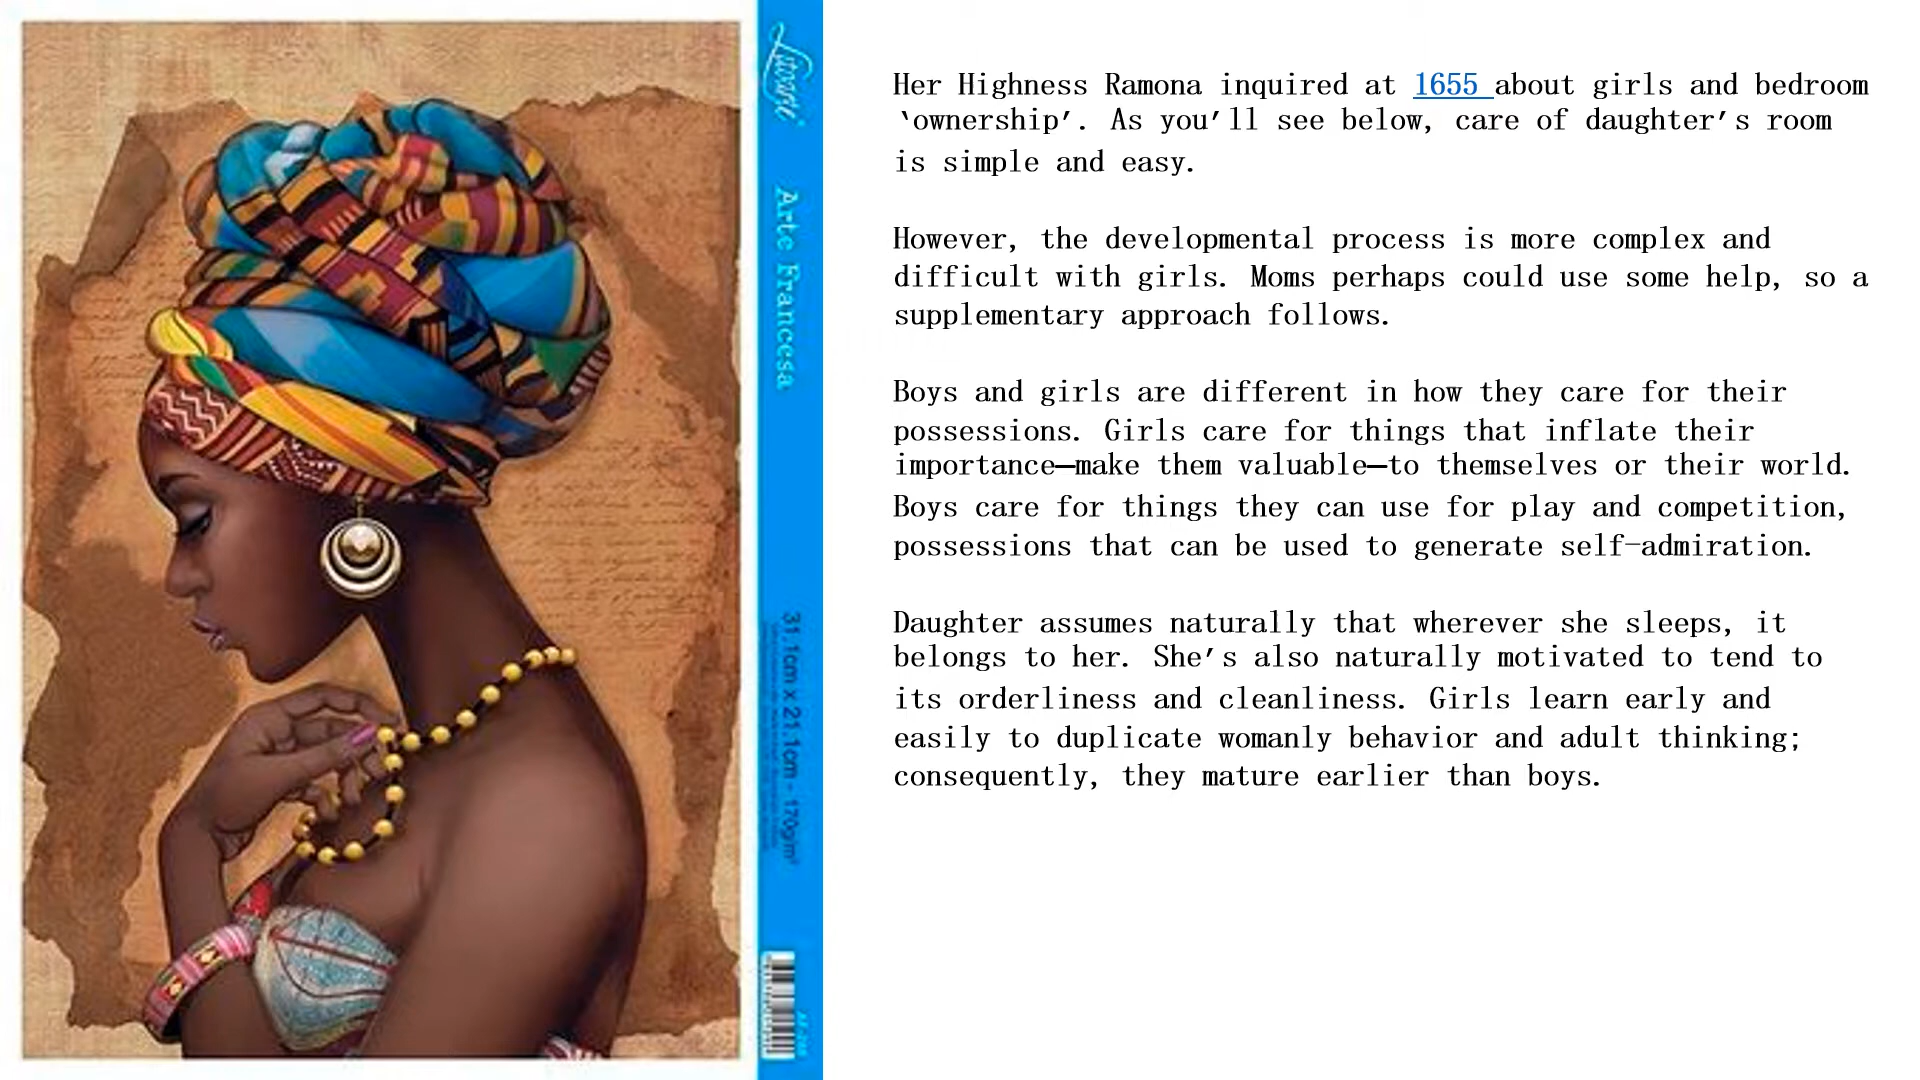 Litoarte
Arte Francesa
31,1cm x 21,1cm - 170g/m²
AF-289
Her Highness Ramona inquired at 1655 about girls and bedroom
‘ownership’. As you’ll see below, care of daughter’s room
is simple and easy.
However, the developmental process is more complex and
difficult with girls. Moms perhaps could use some help, so a
supplementary approach follows.
Boys and girls are different in how they care for their
possessions. Girls care for things that inflate their
importance—make them valuable—to themselves or their world.
Boys care for things they can use for play and competition,
possessions that can be used to generate self-admiration.
Daughter assumes naturally that wherever she sleeps, it
belongs to her. She’s also naturally motivated to tend to
its orderliness and cleanliness. Girls learn early and
easily to duplicate womanly behavior and adult thinking;
consequently, they mature earlier than boys.